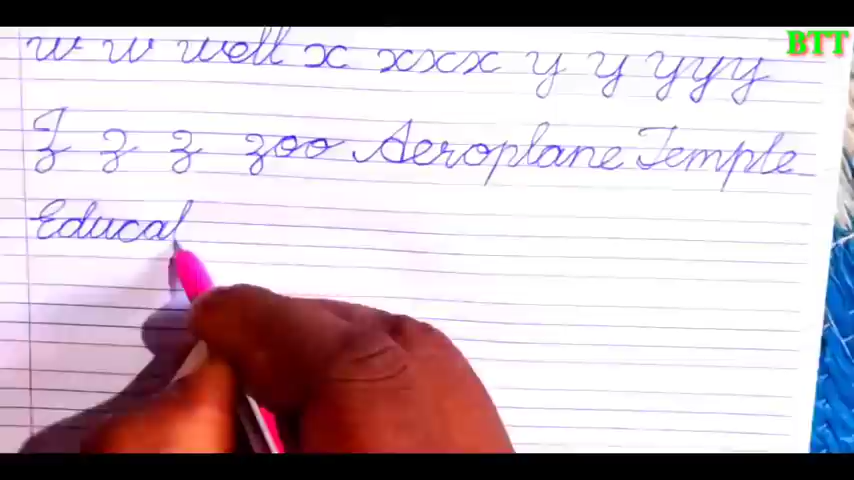 BTT
w w well x xxx y y yyy
z z z zoo Aeroplane Temple
Educat